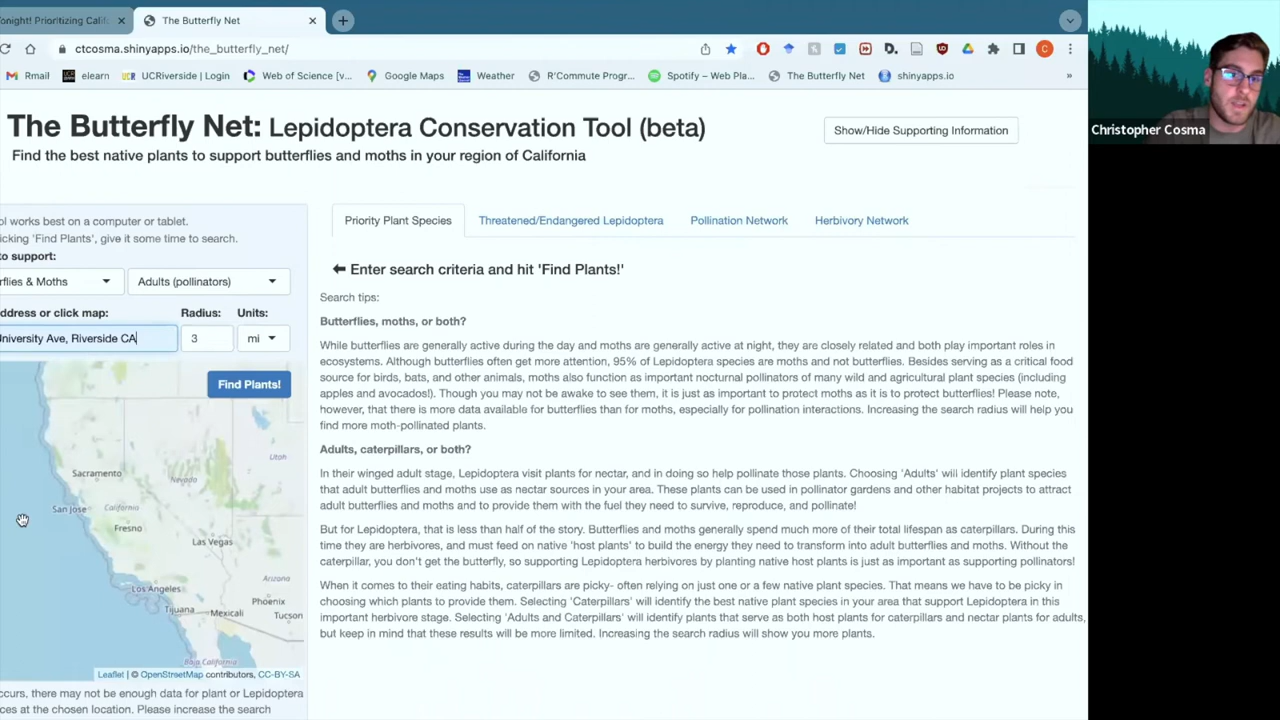 onight! Prioritizing Calif
The Butterfly Net
ctcosma.shinyapps.io/the_butterfly_net/
Rmail
elearn
UCRiverside | Login
Web of Science [v...
Google Maps
Weather
R'Commute Progr...
Spotify – Web Pla...
The Butterfly Net
shinyapps.io
»
Christopher Cosma
The Butterfly Net: Lepidoptera Conservation Tool (beta)
Show/Hide Supporting Information
Find the best native plants to support butterflies and moths in your region of California
ol works best on a computer or tablet.
icking 'Find Plants', give it some time to search.
to support:
rflies & Moths
Adults (pollinators)
ddress or click map:
Radius:
Units:
University Ave, Riverside CA
3
mi
Find Plants!
Sacramento
Nevada
Utah
San Jose
California
Fresno
Las Vegas
Arizona
Los Angeles
Phoenix
Tijuana
Mexicali
Tucson
Baja California
Leaflet | © OpenStreetMap contributors, CC-BY-SA
ccurs, there may not be enough data for plant or Lepidoptera
ces at the chosen location. Please increase the search
Priority Plant Species
Threatened/Endangered Lepidoptera
Pollination Network
Herbivory Network
Enter search criteria and hit 'Find Plants!'
Search tips:
Butterflies, moths, or both?
While butterflies are generally active during the day and moths are generally active at night, they are closely related and both play important roles in
ecosystems. Although butterflies often get more attention, 95% of Lepidoptera species are moths and not butterflies. Besides serving as a critical food
source for birds, bats, and other animals, moths also function as important nocturnal pollinators of many wild and agricultural plant species (including
apples and avocados!). Though you may not be awake to see them, it is just as important to protect moths as it is to protect butterflies! Please note,
however, that there is more data available for butterflies than for moths, especially for pollination interactions. Increasing the search radius will help you
find more moth-pollinated plants.
Adults, caterpillars, or both?
In their winged adult stage, Lepidoptera visit plants for nectar, and in doing so help pollinate those plants. Choosing 'Adults' will identify plant species
that adult butterflies and moths use as nectar sources in your area. These plants can be used in pollinator gardens and other habitat projects to attract
adult butterflies and moths and to provide them with the fuel they need to survive, reproduce, and pollinate!
But for Lepidoptera, that is less than half of the story. Butterflies and moths generally spend much more of their total lifespan as caterpillars. During this
time they are herbivores, and must feed on native 'host plants' to build the energy they need to transform into adult butterflies and moths. Without the
caterpillar, you don't get the butterfly, so supporting Lepidoptera herbivores by planting native host plants is just as important as supporting pollinators!
When it comes to their eating habits, caterpillars are picky- often relying on just one or a few native plant species. That means we have to be picky in
choosing which plants to provide them. Selecting 'Caterpillars' will identify the best native plant species in your area that support Lepidoptera in this
important herbivore stage. Selecting 'Adults and Caterpillars' will identify plants that serve as both host plants for caterpillars and nectar plants for adults,
but keep in mind that these results will be more limited. Increasing the search radius will show you more plants.